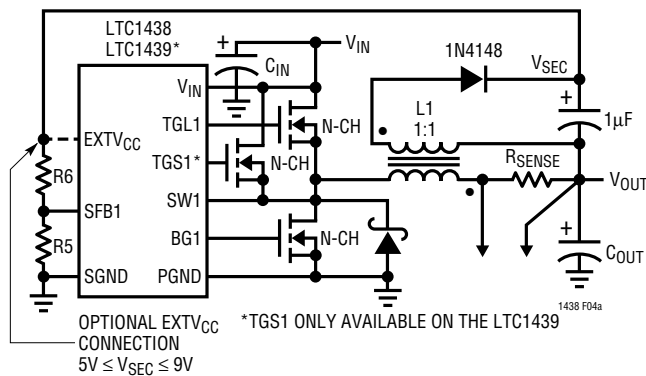 LTC1438
LTC1439*
+
C_IN
V_IN
1N4148
V_SEC
V_IN
TGL1
N-CH
L1
1:1
+
1µF
EXTV_CC
TGS1*
N-CH
R_SENSE
R6
V_OUT
SFB1
SW1
R5
BG1
N-CH
+
C_OUT
SGND
PGND
1438 F04a
OPTIONAL EXTV_CC
CONNECTION
5V ≤ V_SEC ≤ 9V
*TGS1 ONLY AVAILABLE ON THE LTC1439